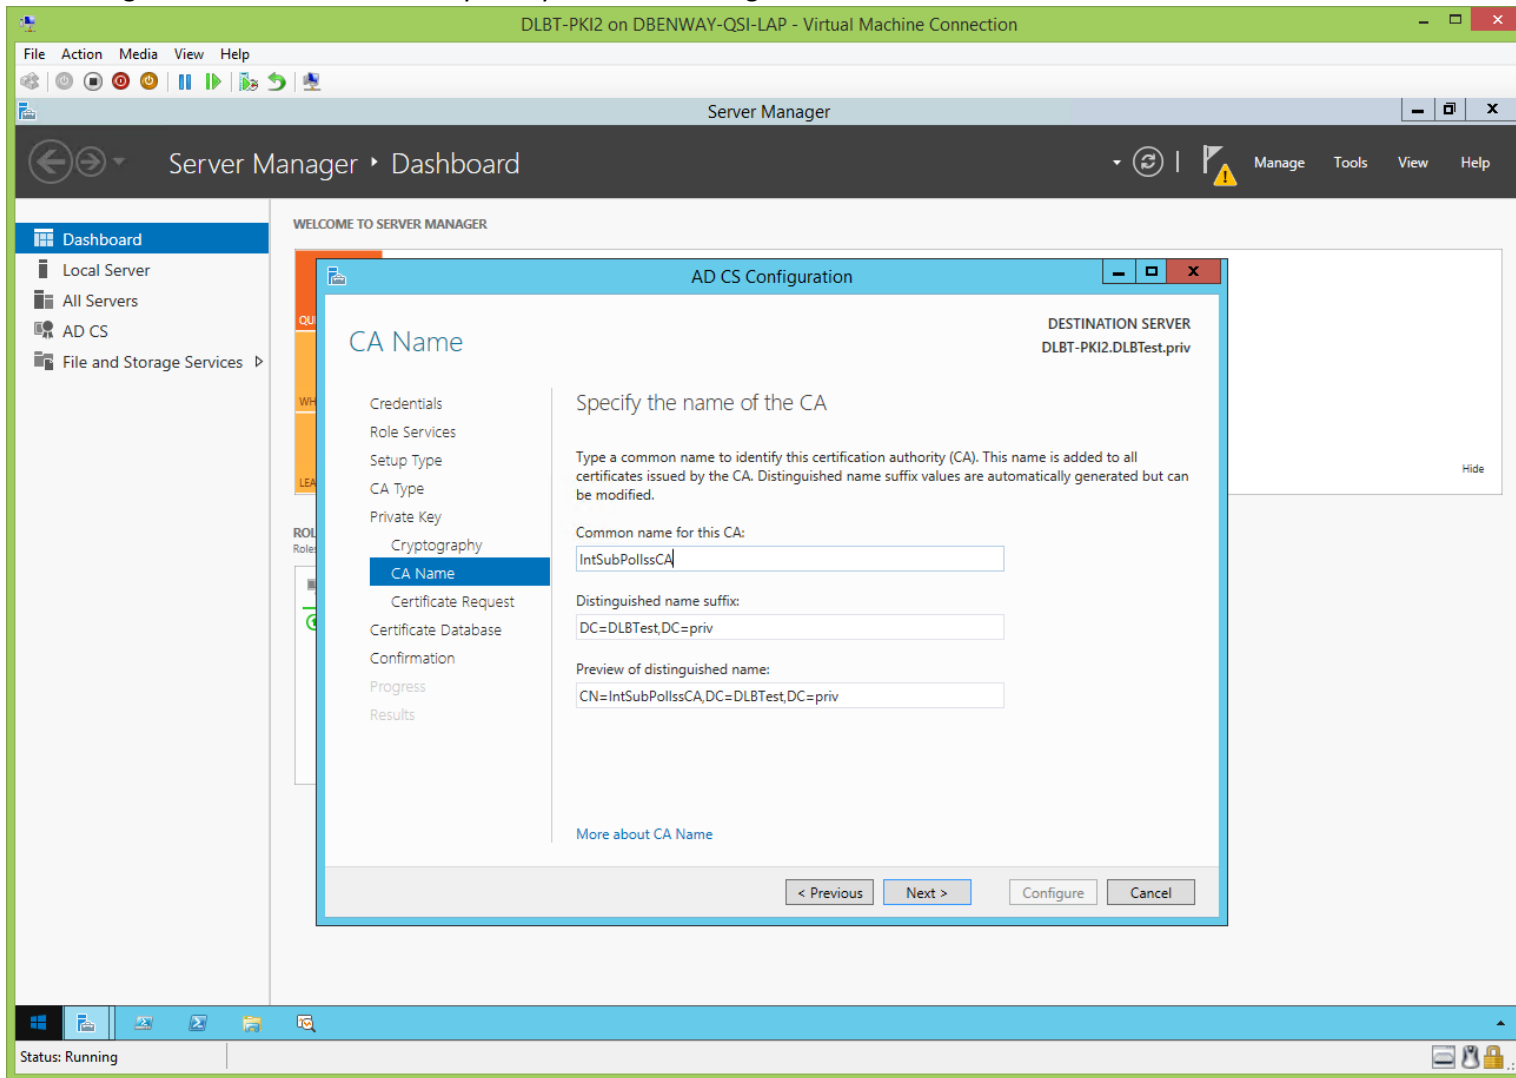 DLBT-PKI2 on DBENWAY-QSI-LAP - Virtual Machine Connection
File Action Media View Help
Server Manager
Server Manager Dashboard
Manage Tools View Help
Dashboard
Local Server
All Servers
AD CS
File and Storage Services
WELCOME TO SERVER MANAGER
Hide
AD CS Configuration
CA Name
DESTINATION SERVER
DLBT-PKI2.DLBTest.priv
Credentials
Role Services
Setup Type
CA Type
Private Key
Cryptography
CA Name
Certificate Request
Certificate Database
Confirmation
Progress
Results
Specify the name of the CA
Type a common name to identify this certification authority (CA). This name is added to all
certificates issued by the CA. Distinguished name suffix values are automatically generated but can
be modified.
Common name for this CA:
IntSubPolIssCA
Distinguished name suffix:
DC=DLBTest,DC=priv
Preview of distinguished name:
CN=IntSubPolIssCA,DC=DLBTest,DC=priv
More about CA Name
< Previous
Next >
Configure
Cancel
Status: Running